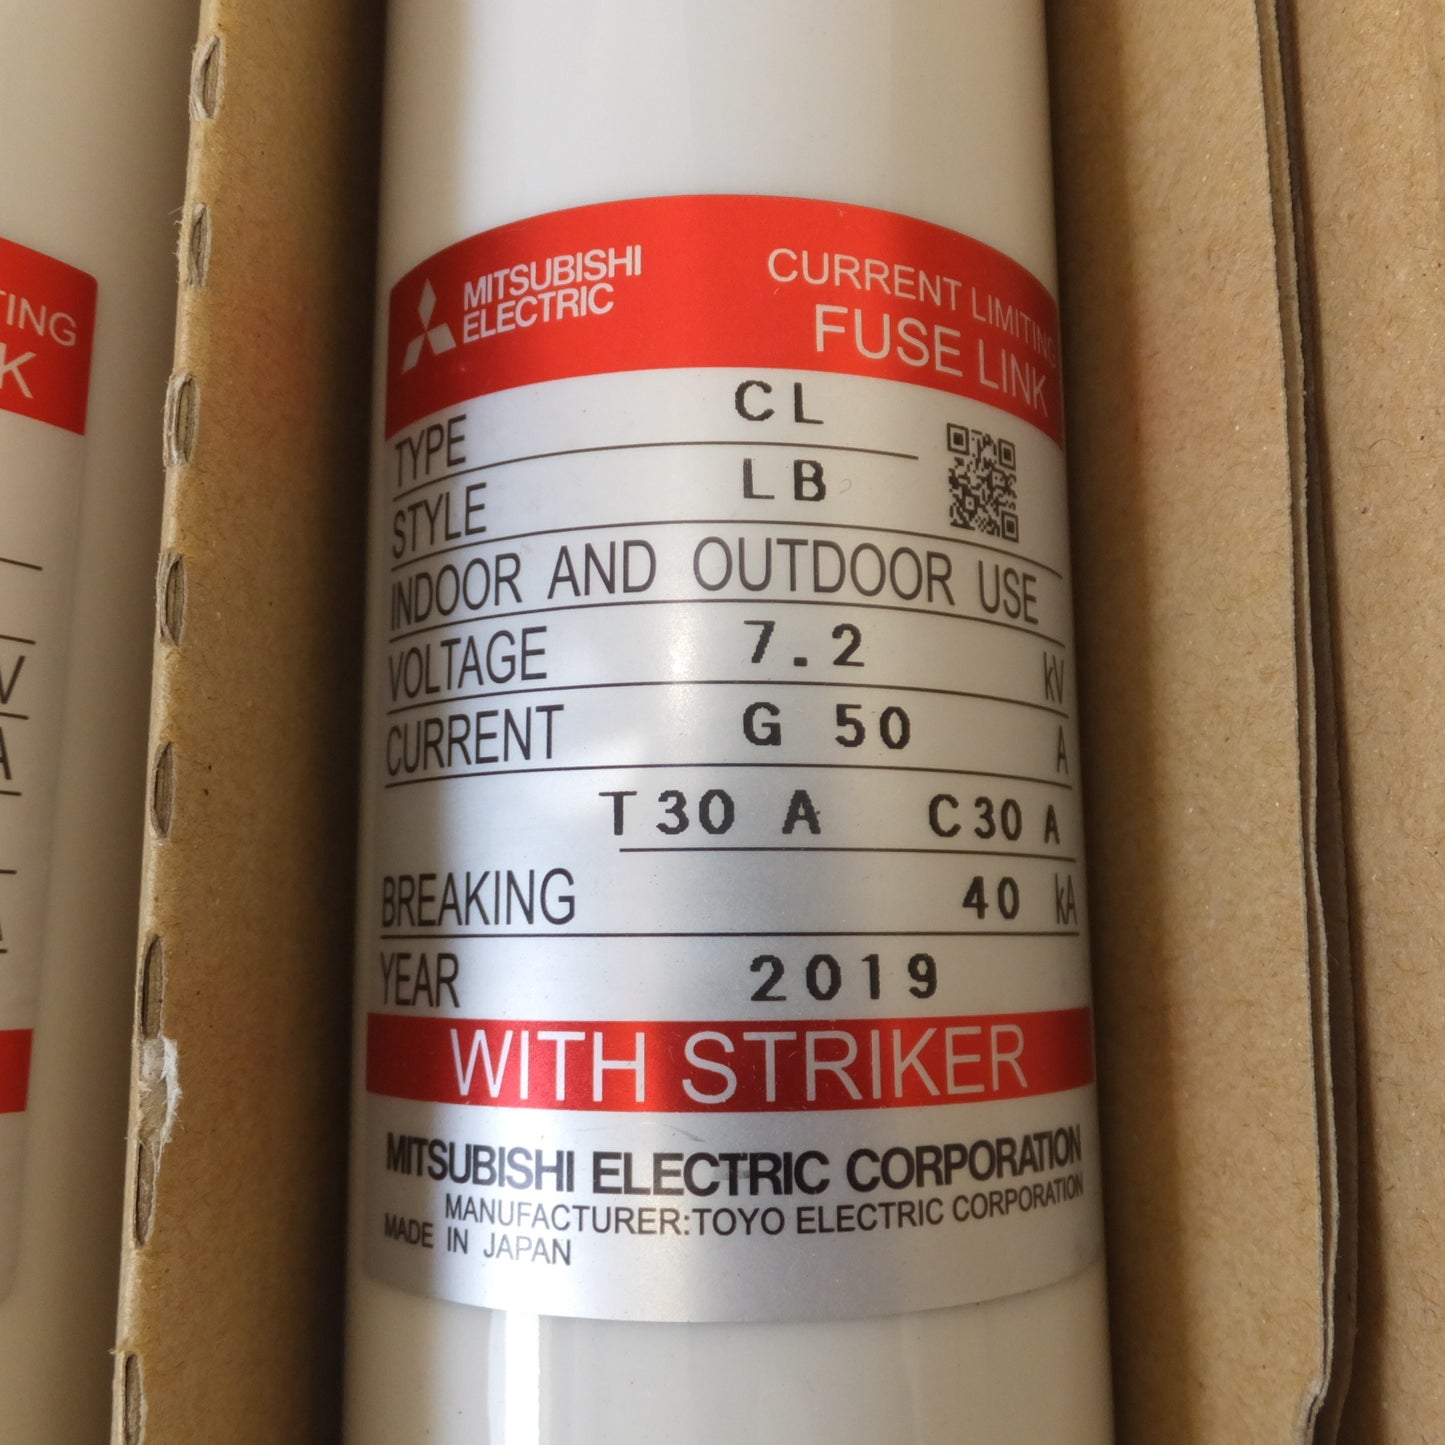 MITSUBISHI
ELECTRIC
CURRENT LIMITING
FUSE LINK
TYPE CL
STYLE LB
INDOOR AND OUTDOOR USE
VOLTAGE 7.2 kV
CURRENT G 50 A
T30 A C30 A
BREAKING 40 kA
YEAR 2019
WITH STRIKER
MITSUBISHI ELECTRIC CORPORATION
MANUFACTURER:TOYO ELECTRIC CORPORATION
MADE IN JAPAN
TING
K
V
A